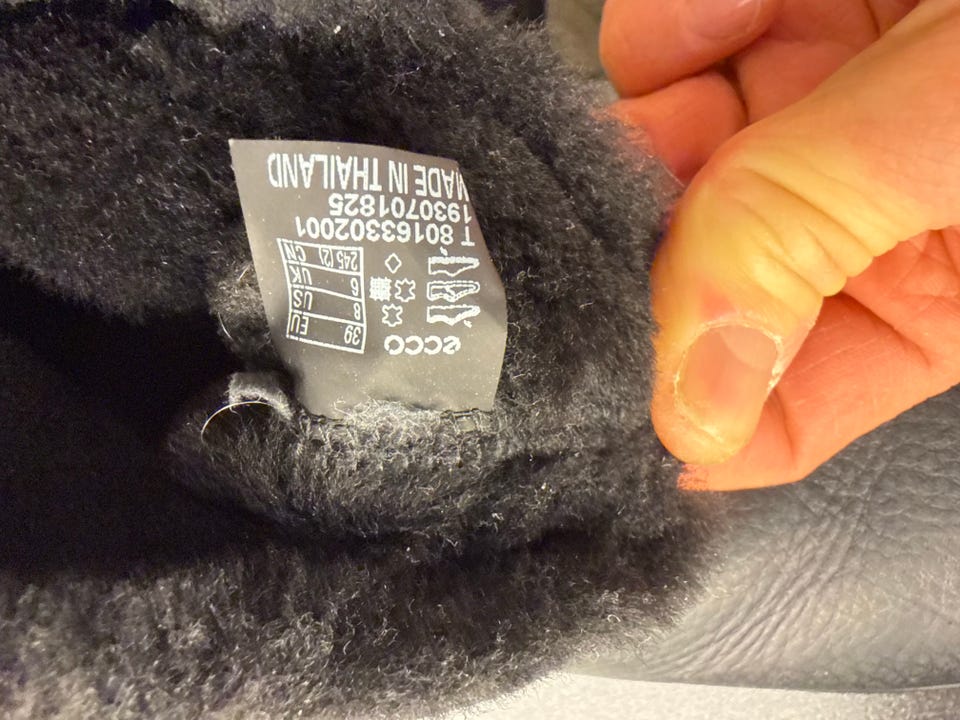 ecco
39 EU
8 US
6 UK
245 (2) CN
T 80163302001
1930701825
MADE IN THAILAND